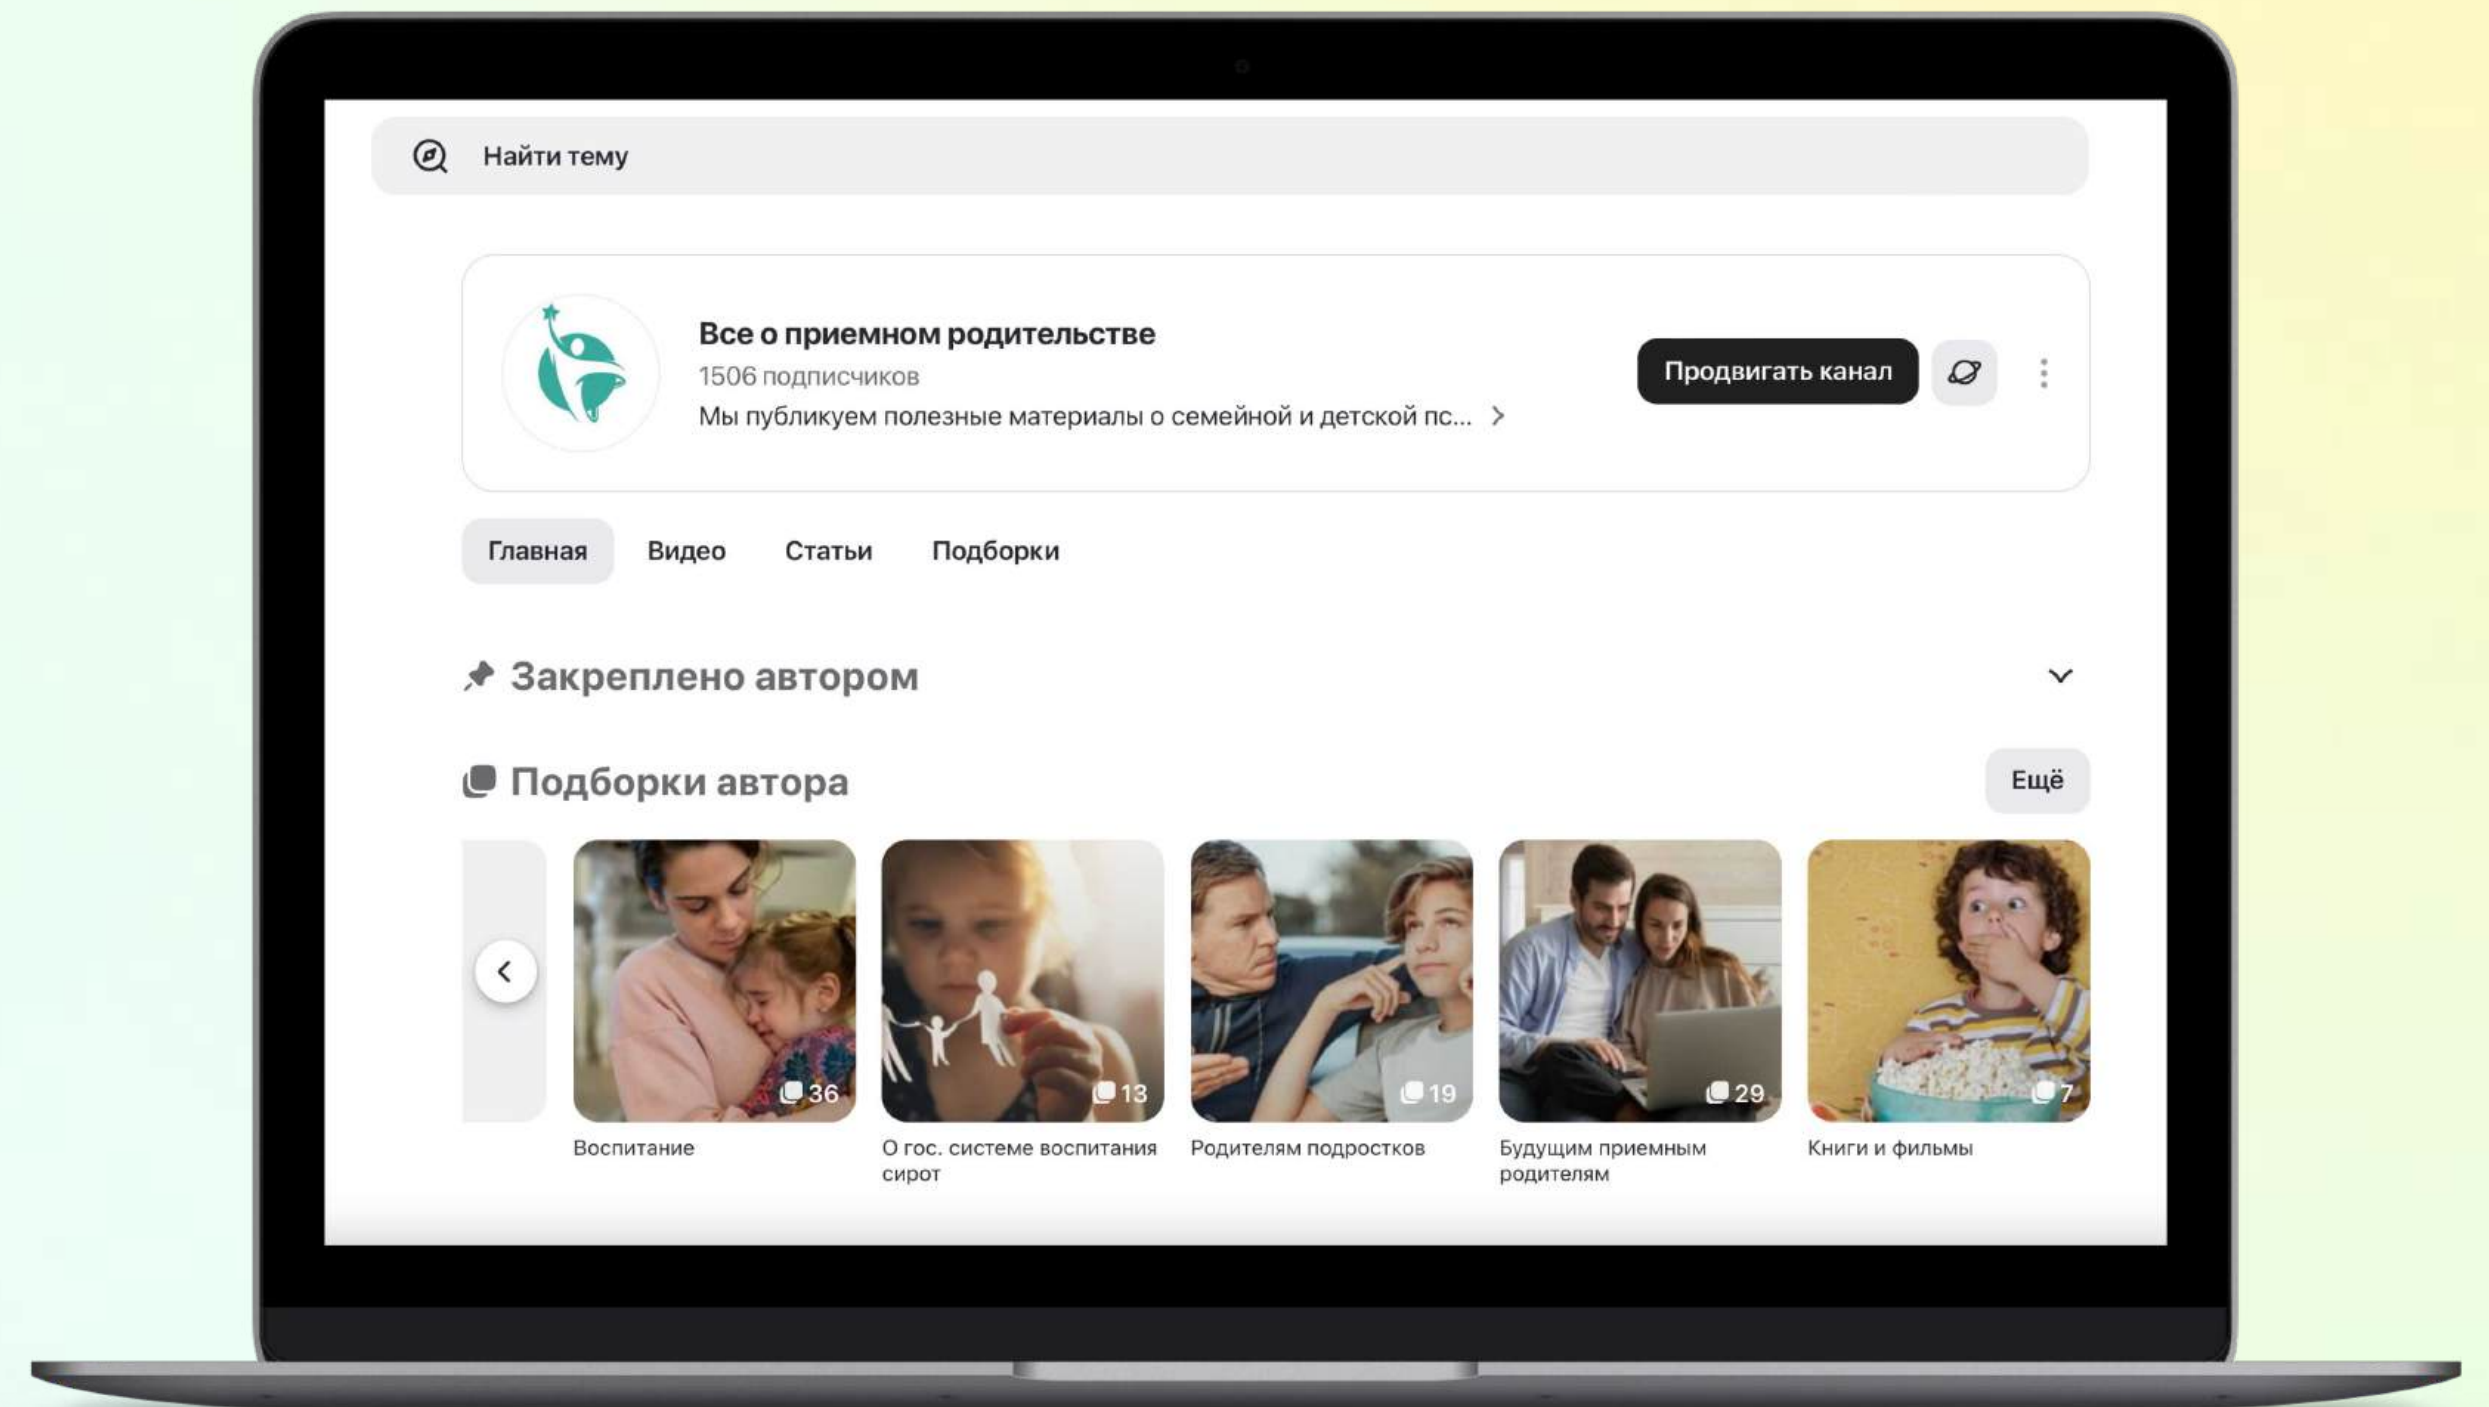 Найти тему
Все о приемном родительстве
1506 подписчиков
Мы публикуем полезные материалы о семейной и детской пс...
Продвигать канал
Главная
Видео
Статьи
Подборки
Закреплено автором
Подборки автора
Ещё
36
13
19
29
7
Воспитание
О гос. системе воспитания
сирот
Родителям подростков
Будущим приемным
родителям
Книги и фильмы